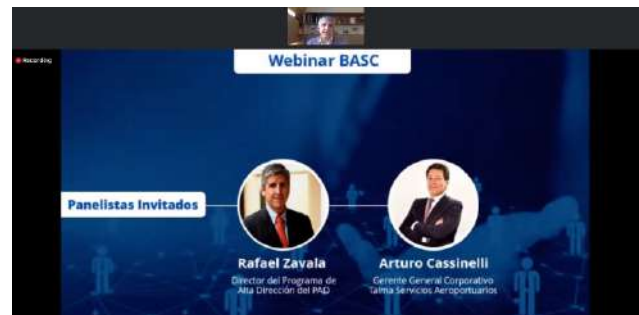 Recording
Webinar BASC
Panelistas Invitados
Rafael Zavala
Arturo Cassinelli
Director del Programa de
Alta Dirección del PAD
Gerente General Corporativo
Talma Servicios Aeroportuarios